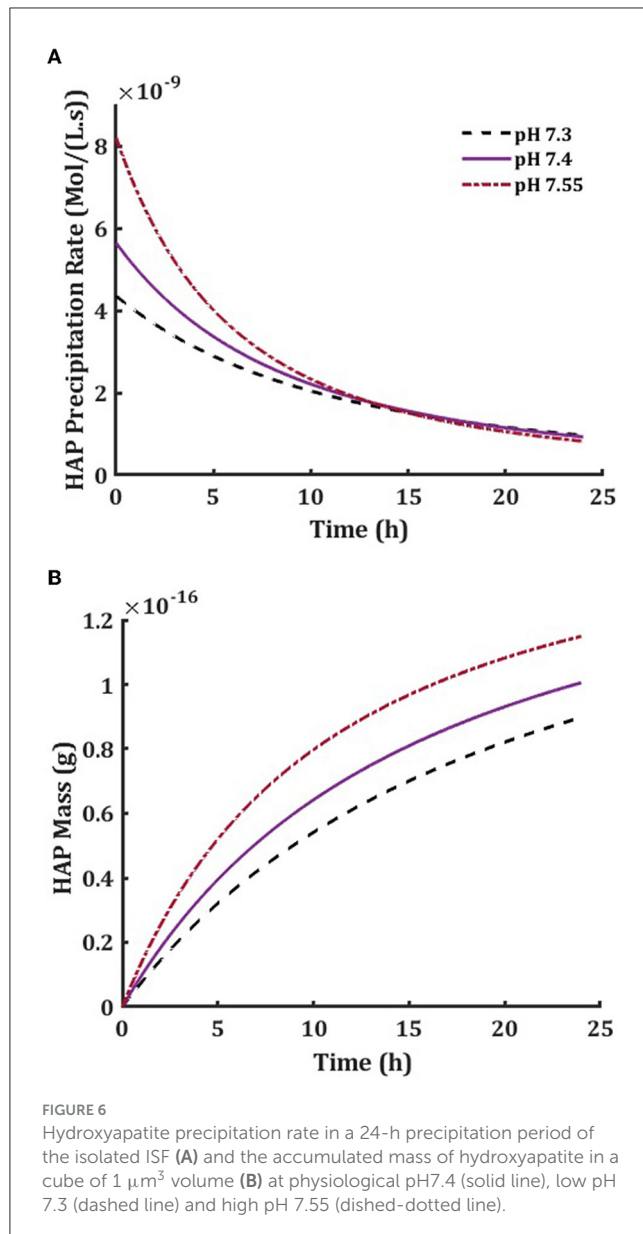 A
×10⁻⁹
HAP Precipitation Rate (Mol/(L.s))
8
6
4
2
0
pH 7.3
pH 7.4
pH 7.55
0 5 10 15 20 25
Time (h)
B
×10⁻¹⁶
HAP Mass (g)
1.2
1
0.8
0.6
0.4
0.2
0
0 5 10 15 20 25
Time (h)
FIGURE 6
Hydroxyapatite precipitation rate in a 24-h precipitation period of
the isolated ISF (A) and the accumulated mass of hydroxyapatite in a
cube of 1 μm³ volume (B) at physiological pH7.4 (solid line), low pH
7.3 (dashed line) and high pH 7.55 (dished-dotted line).